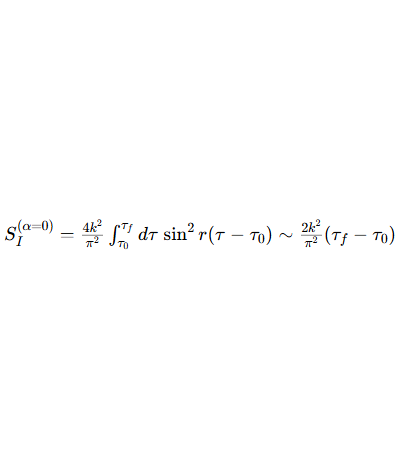 $S_I^{(\alpha=0)} = \frac{4k^2}{\pi^2} \int_{\tau_0}^{\tau_f} d\tau \, \sin^2 r(\tau - \tau_0) \sim \frac{2k^2}{\pi^2} (\tau_f - \tau_0)$